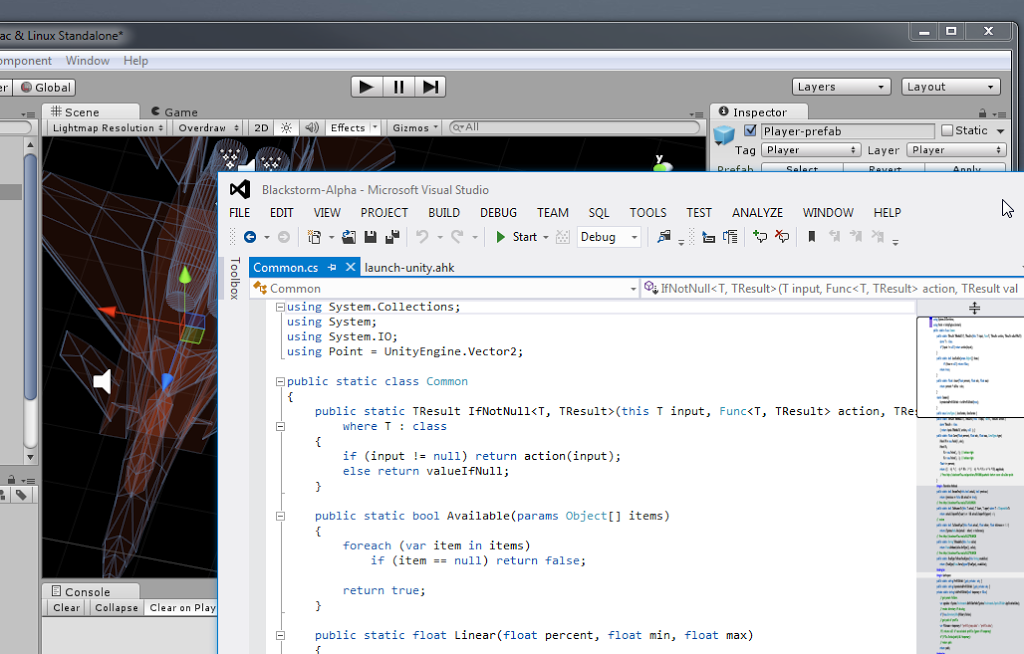 ac & Linux Standalone*
omponent Window Help
er Global
Layers Layout
Scene Game
Inspector
Lightmap Resolution Overdraw 2D Effects Gizmos All
Player-prefab Static
Tag Player Layer Player
Prefab Select Revert Apply
Blackstorm-Alpha - Microsoft Visual Studio
FILE EDIT VIEW PROJECT BUILD DEBUG TEAM SQL TOOLS TEST ANALYZE WINDOW HELP
Start Debug
Toolbox
Common.cs launch-unity.ahk
Common IfNotNull<T, TResult>(T input, Func<T, TResult> action, TResult val
using System.Collections;
using System;
using System.IO;
using Point = UnityEngine.Vector2;
public static class Common
{
public static TResult IfNotNull<T, TResult>(this T input, Func<T, TResult> action, TRes
where T : class
{
if (input != null) return action(input);
else return valueIfNull;
}
public static bool Available(params Object[] items)
{
foreach (var item in items)
if (item == null) return false;
return true;
}
public static float Linear(float percent, float min, float max)
{
y
Console
Clear Collapse Clear on Play